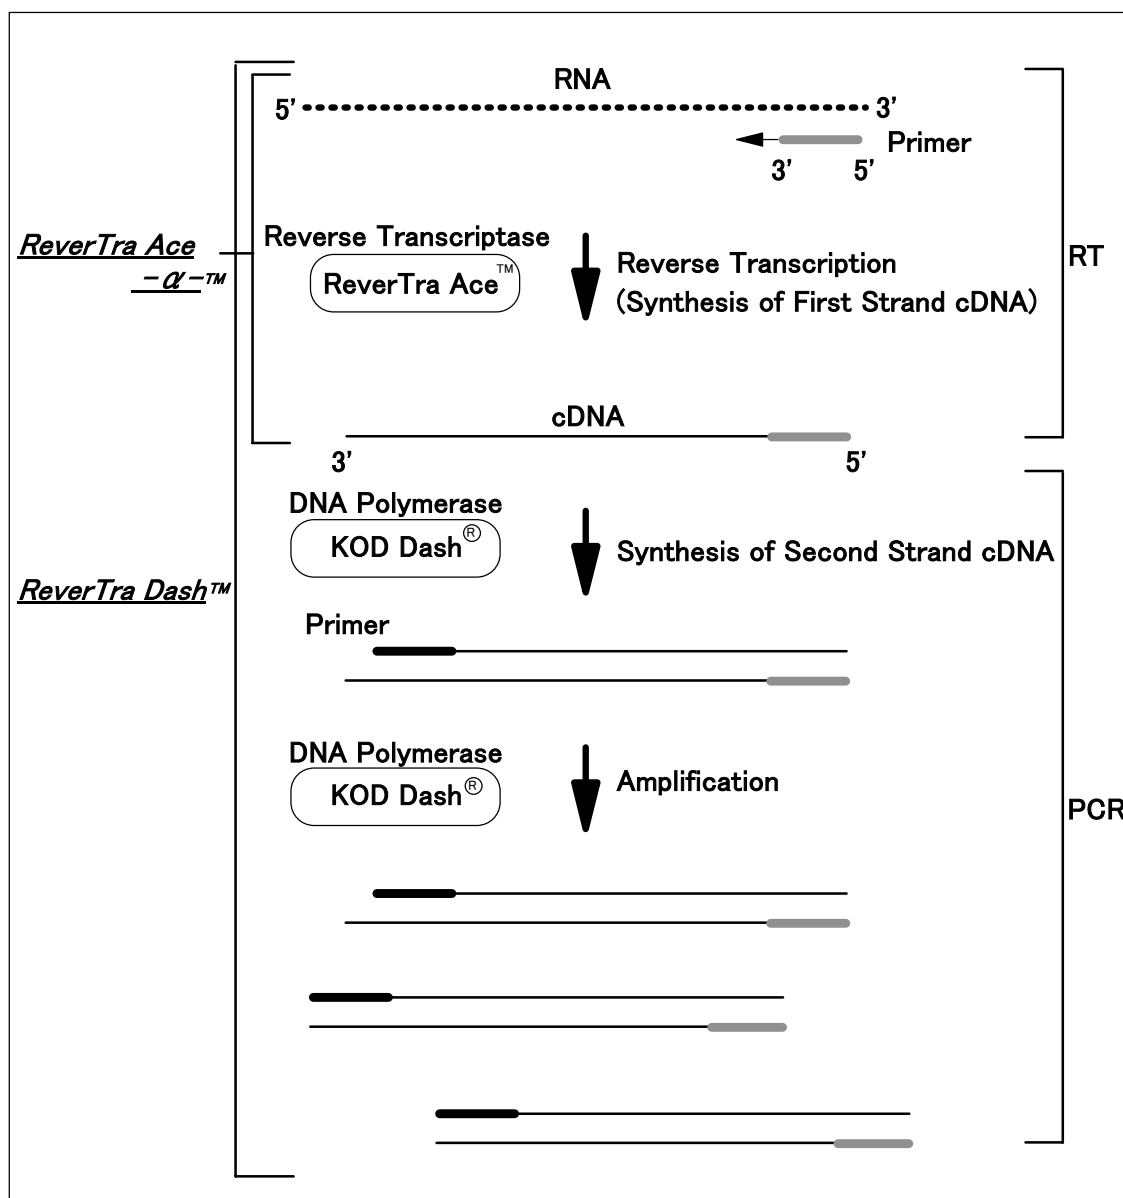 RNA
5’
3’
Primer
3’ 5’
ReverTra Ace
-α-™
Reverse Transcriptase
ReverTra Ace™
Reverse Transcription
(Synthesis of First Strand cDNA)
RT
cDNA
3’
5’
DNA Polymerase
KOD Dash®
Synthesis of Second Strand cDNA
ReverTra Dash™
Primer
DNA Polymerase
KOD Dash®
Amplification
PCR